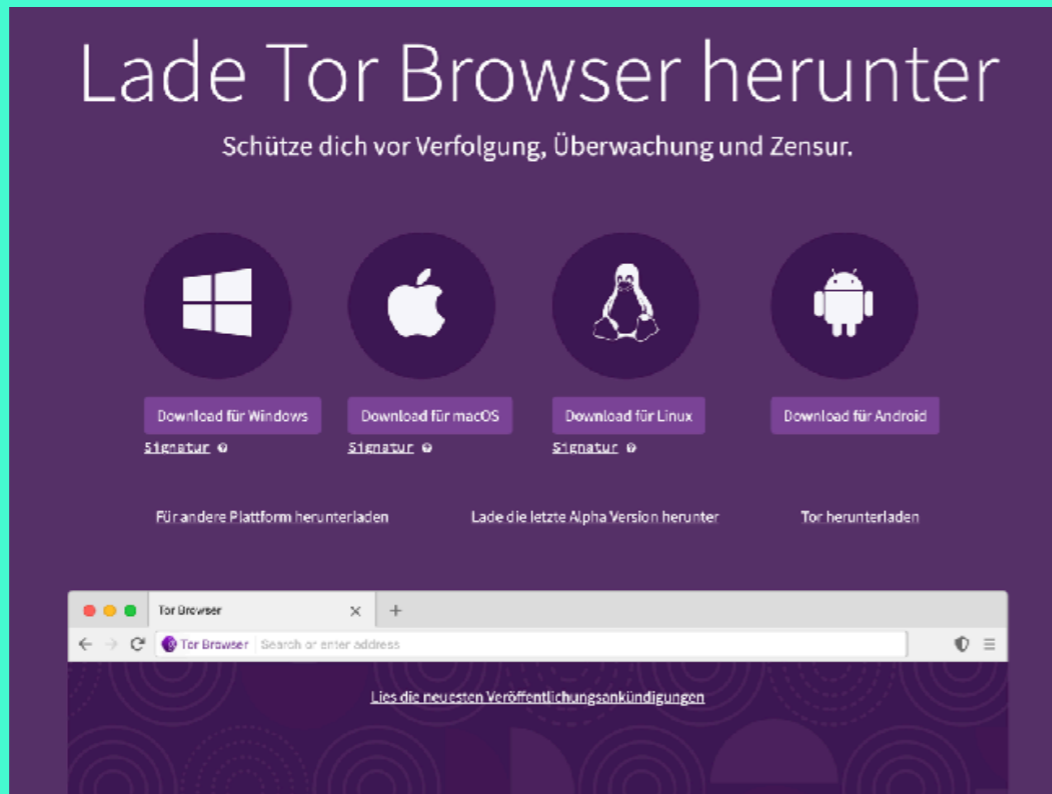 Lade Tor Browser herunter
Schütze dich vor Verfolgung, Überwachung und Zensur.
Download für Windows
Download für macOS
Download für Linux
Download für Android
Signatur
Signatur
Signatur
Für andere Plattform herunterladen
Lade die letzte Alpha Version herunter
Tor herunterladen
Tor Browser
Tor Browser
Search or enter address
Lies die neuesten Veröffentlichungsankündigungen